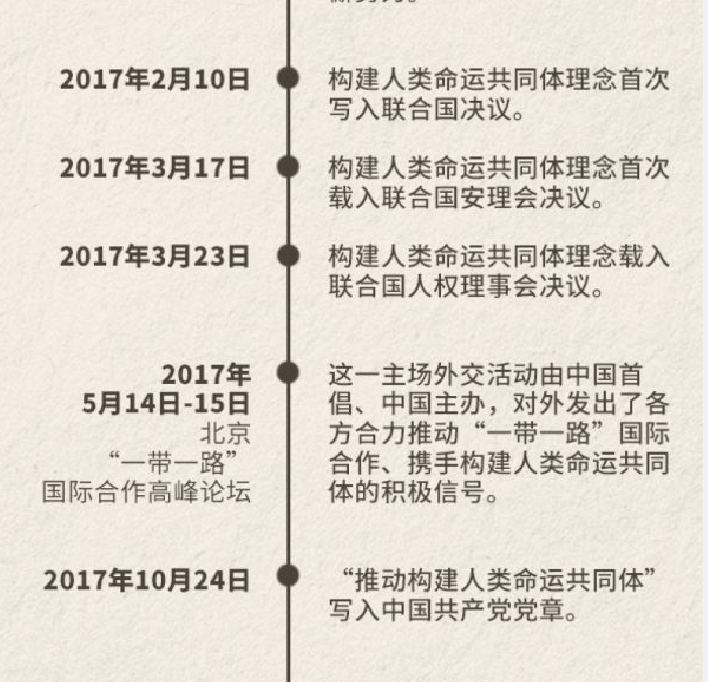 2017年2月10日
构建人类命运共同体理念首次
写入联合国决议。
2017年3月17日
构建人类命运共同体理念首次
载入联合国安理会决议。
2017年3月23日
构建人类命运共同体理念载入
联合国人权理事会决议。
2017年
5月14日-15日
北京
“一带一路”
国际合作高峰论坛
这一主场外交活动由中国首
倡、中国主办，对外发出了各
方合力推动“一带一路”国际
合作、携手构建人类命运共同
体的积极信号。
2017年10月24日
“推动构建人类命运共同体”
写入中国共产党党章。